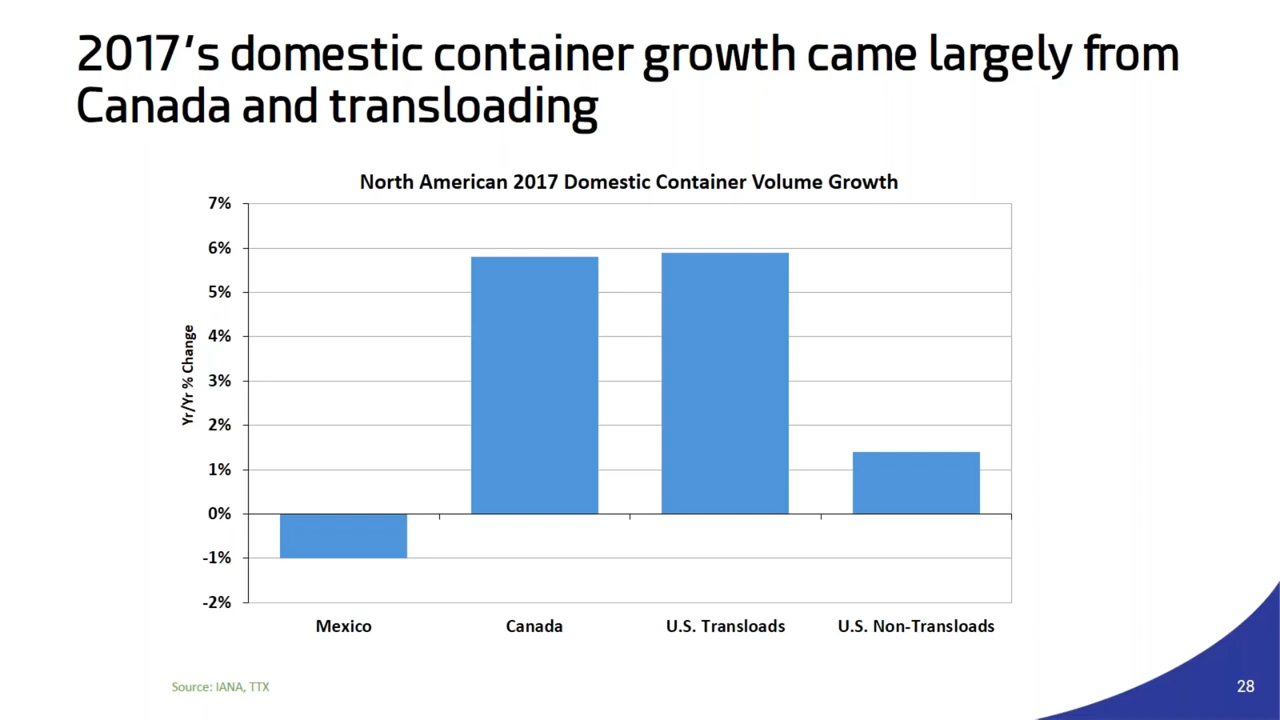 2017's domestic container growth came largely from
Canada and transloading
North American 2017 Domestic Container Volume Growth
7%
6%
5%
4%
3%
2%
1%
0%
-1%
-2%
Yr/Yr % Change
Mexico Canada U.S. Transloads U.S. Non-Transloads
Source: IANA, TTX
28